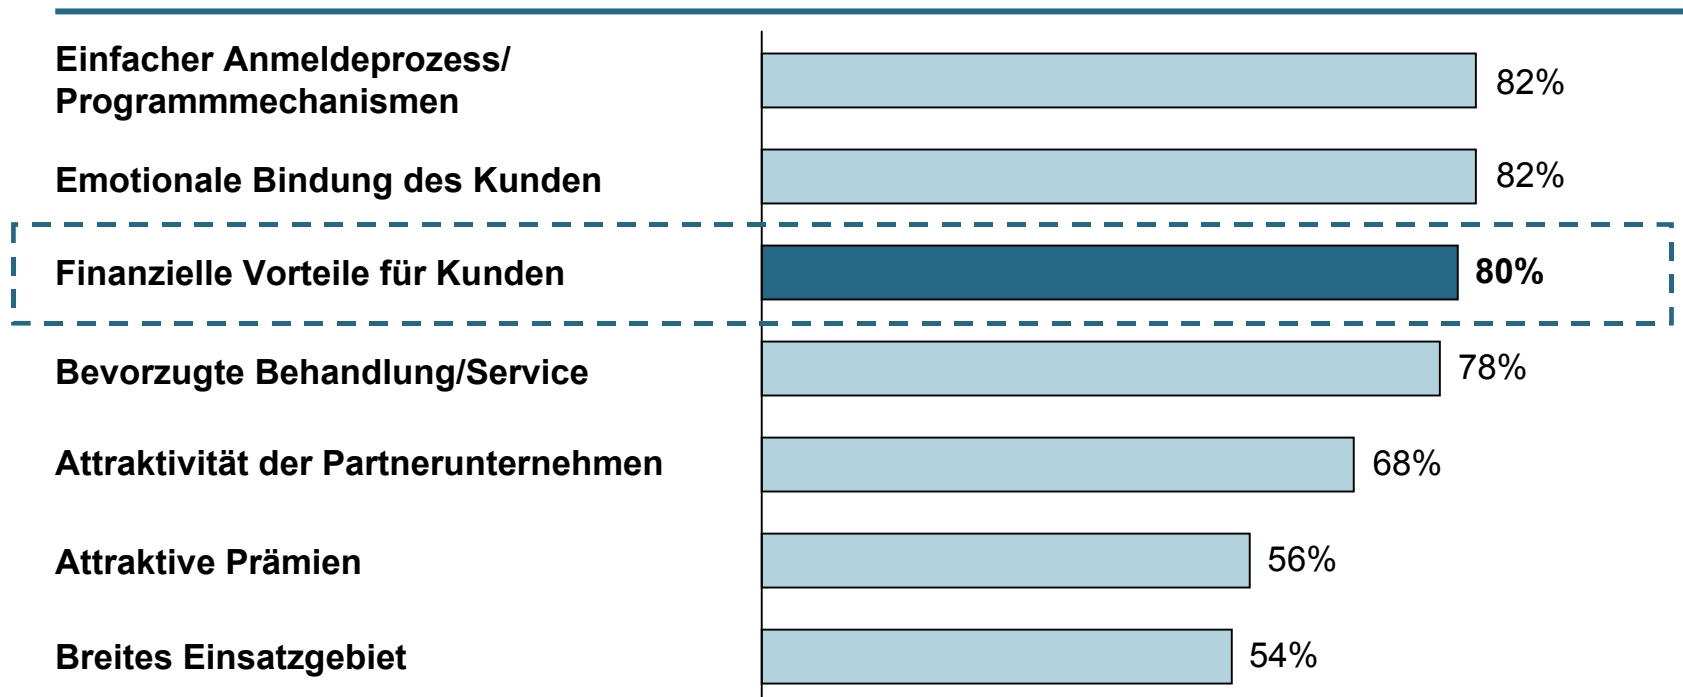 Einfacher Anmeldeprozess/
Programmmechanismen
82%
Emotionale Bindung des Kunden
82%
Finanzielle Vorteile für Kunden
80%
Bevorzugte Behandlung/Service
78%
Attraktivität der Partnerunternehmen
68%
Attraktive Prämien
56%
Breites Einsatzgebiet
54%